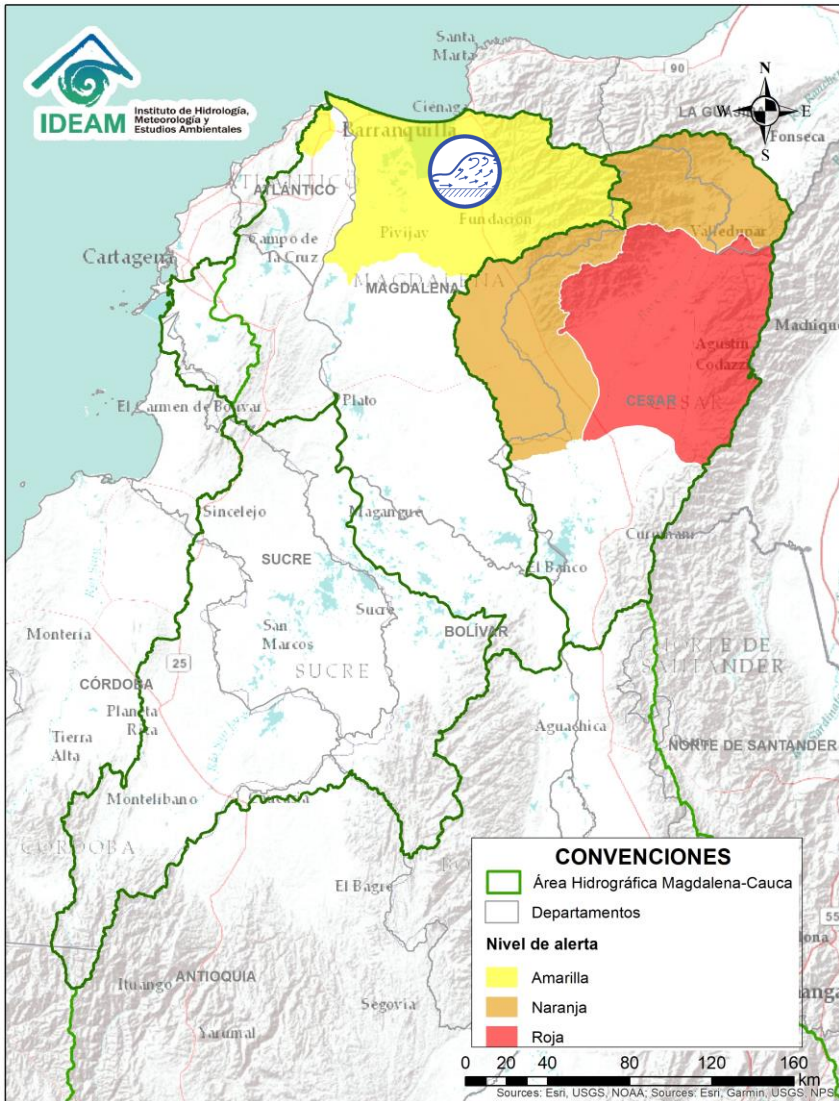 IDEAM
Instituto de Hidrología,
Meteorología y
Estudios Ambientales
Santa
Marta
90
N
W
E
S
LA GUAJI
Fonseca
Ciénaga
Barranquilla
ATLÁNTICO
Fundación
Valledupar
Pivijay
Campo de
la Cruz
Cartagena
MAGDALENA
MAGDALENA
Machique
Agustín
Codazzi
CESAR
CESAR
Plato
El Carmen de Bolívar
Sincelejo
Magangué
Curumaní
SUCRE
El Banco
Sucre
BOLÍVAR
San
Marcos
Montería
SUCRE
NORTE DE
SANTANDER
25
CÓRDOBA
Planeta
Rica
Aguachica
Tierra
Alta
NORTE DE SANTANDER
Montelíbano
CÓRDOBA
El Bagre
ANTIOQUIA
Ituango
Segovia
Yarumal
CONVENCIONES
Área Hidrográfica Magdalena-Cauca
Departamentos
Nivel de alerta
Amarilla
Naranja
Roja
55
0 20 40 80 120 160
km
Sources: Esri, USGS, NOAA; Sources: Esri, Garmin, USGS, NPS